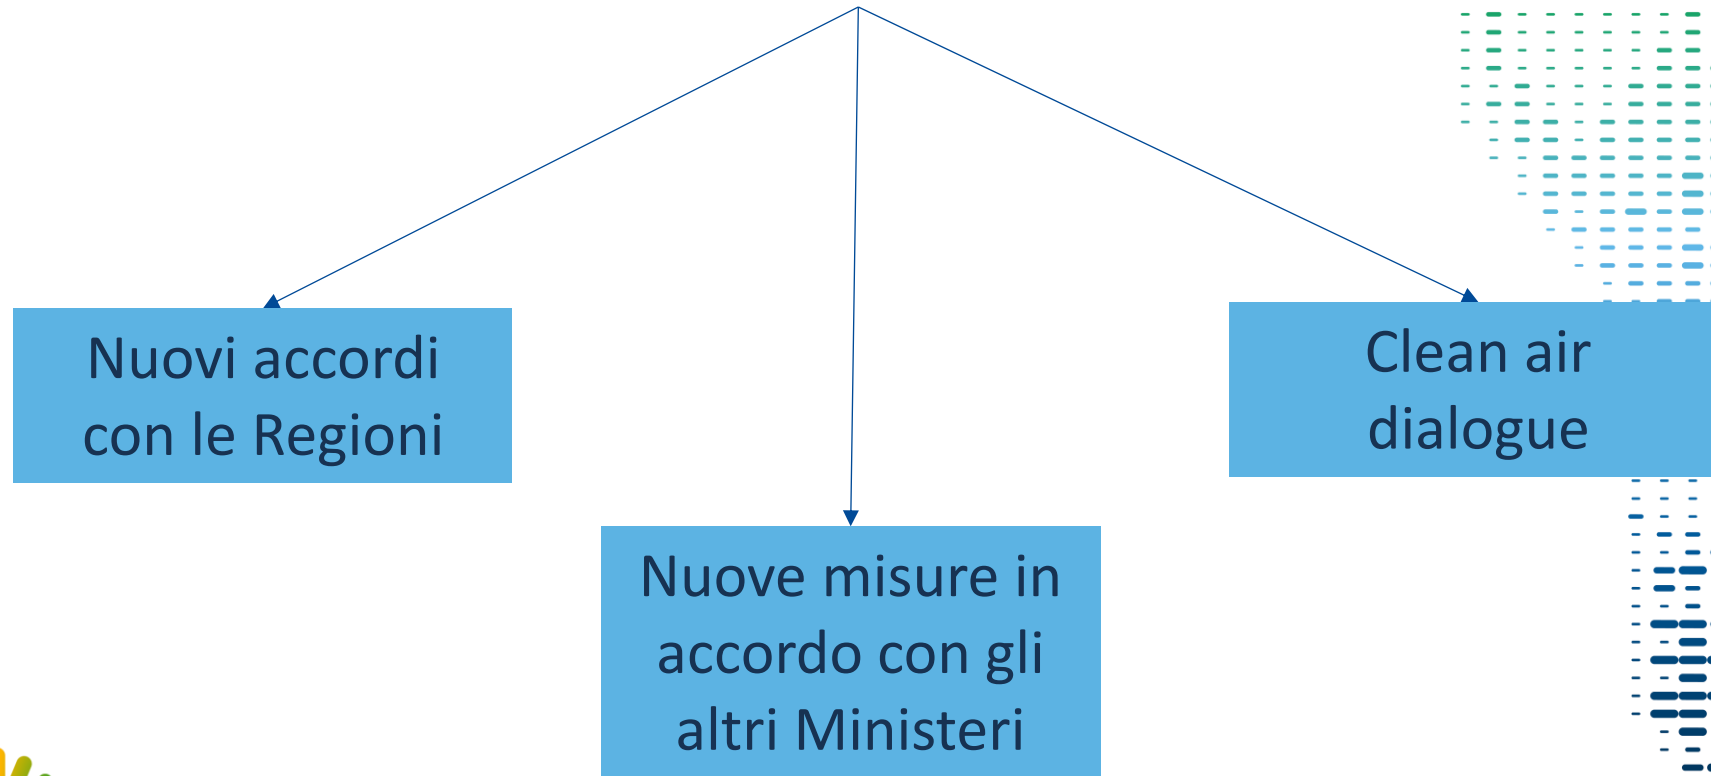 Nuovi accordi
con le Regioni
Clean air
dialogue
Nuove misure in
accordo con gli
altri Ministeri